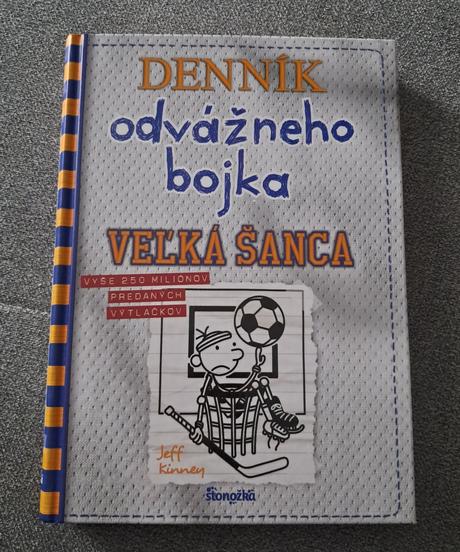 DENNÍK
odvážneho
bojka
VEĽKÁ ŠANCA
VYŠE 250 MILIÓNOV
PREDANÝCH
VÝTLAČKOV
Jeff
Kinney
stonožka